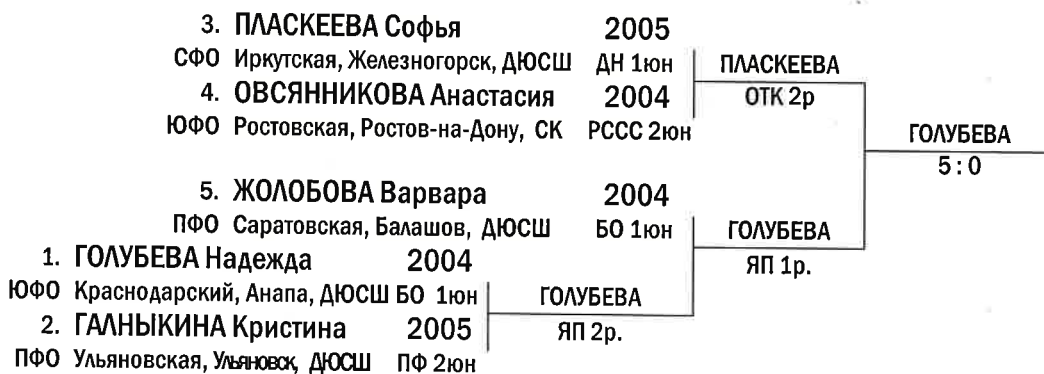 3. ПЛАСКЕЕВА Софья 2005
СФО Иркутская, Железногорск, ДЮСШ ДН 1юн
ПЛАСКЕЕВА
4. ОВСЯННИКОВА Анастасия 2004
ОТК 2р
ЮФО Ростовская, Ростов-на-Дону, СК РССС 2юн
ГОЛУБЕВА
5 : 0
5. ЖОЛОБОВА Варвара 2004
ПФО Саратовская, Балашов, ДЮСШ БО 1юн
ГОЛУБЕВА
1. ГОЛУБЕВА Надежда 2004
ЯП 1р.
ЮФО Краснодарский, Анапа, ДЮСШ БО 1юн
ГОЛУБЕВА
2. ГАЛНЫКИНА Кристина 2005
ЯП 2р.
ПФО Ульяновская, Ульяновск, ДЮСШ ПФ 2юн